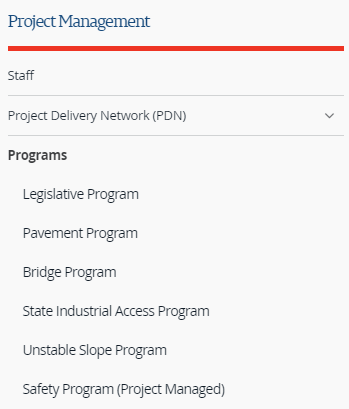 Project Management
Staff
Project Delivery Network (PDN)
Programs
Legislative Program
Pavement Program
Bridge Program
State Industrial Access Program
Unstable Slope Program
Safety Program (Project Managed)